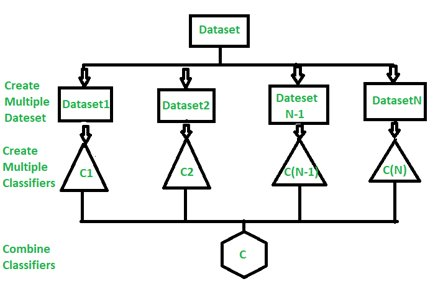 Dataset
Create
Multiple
Dateset
Dataset1
Dataset2
Dateset
N-1
DatasetN
Create
Multiple
Classifiers
C1
C2
C(N-1)
C(N)
Combine
Classifiers
C